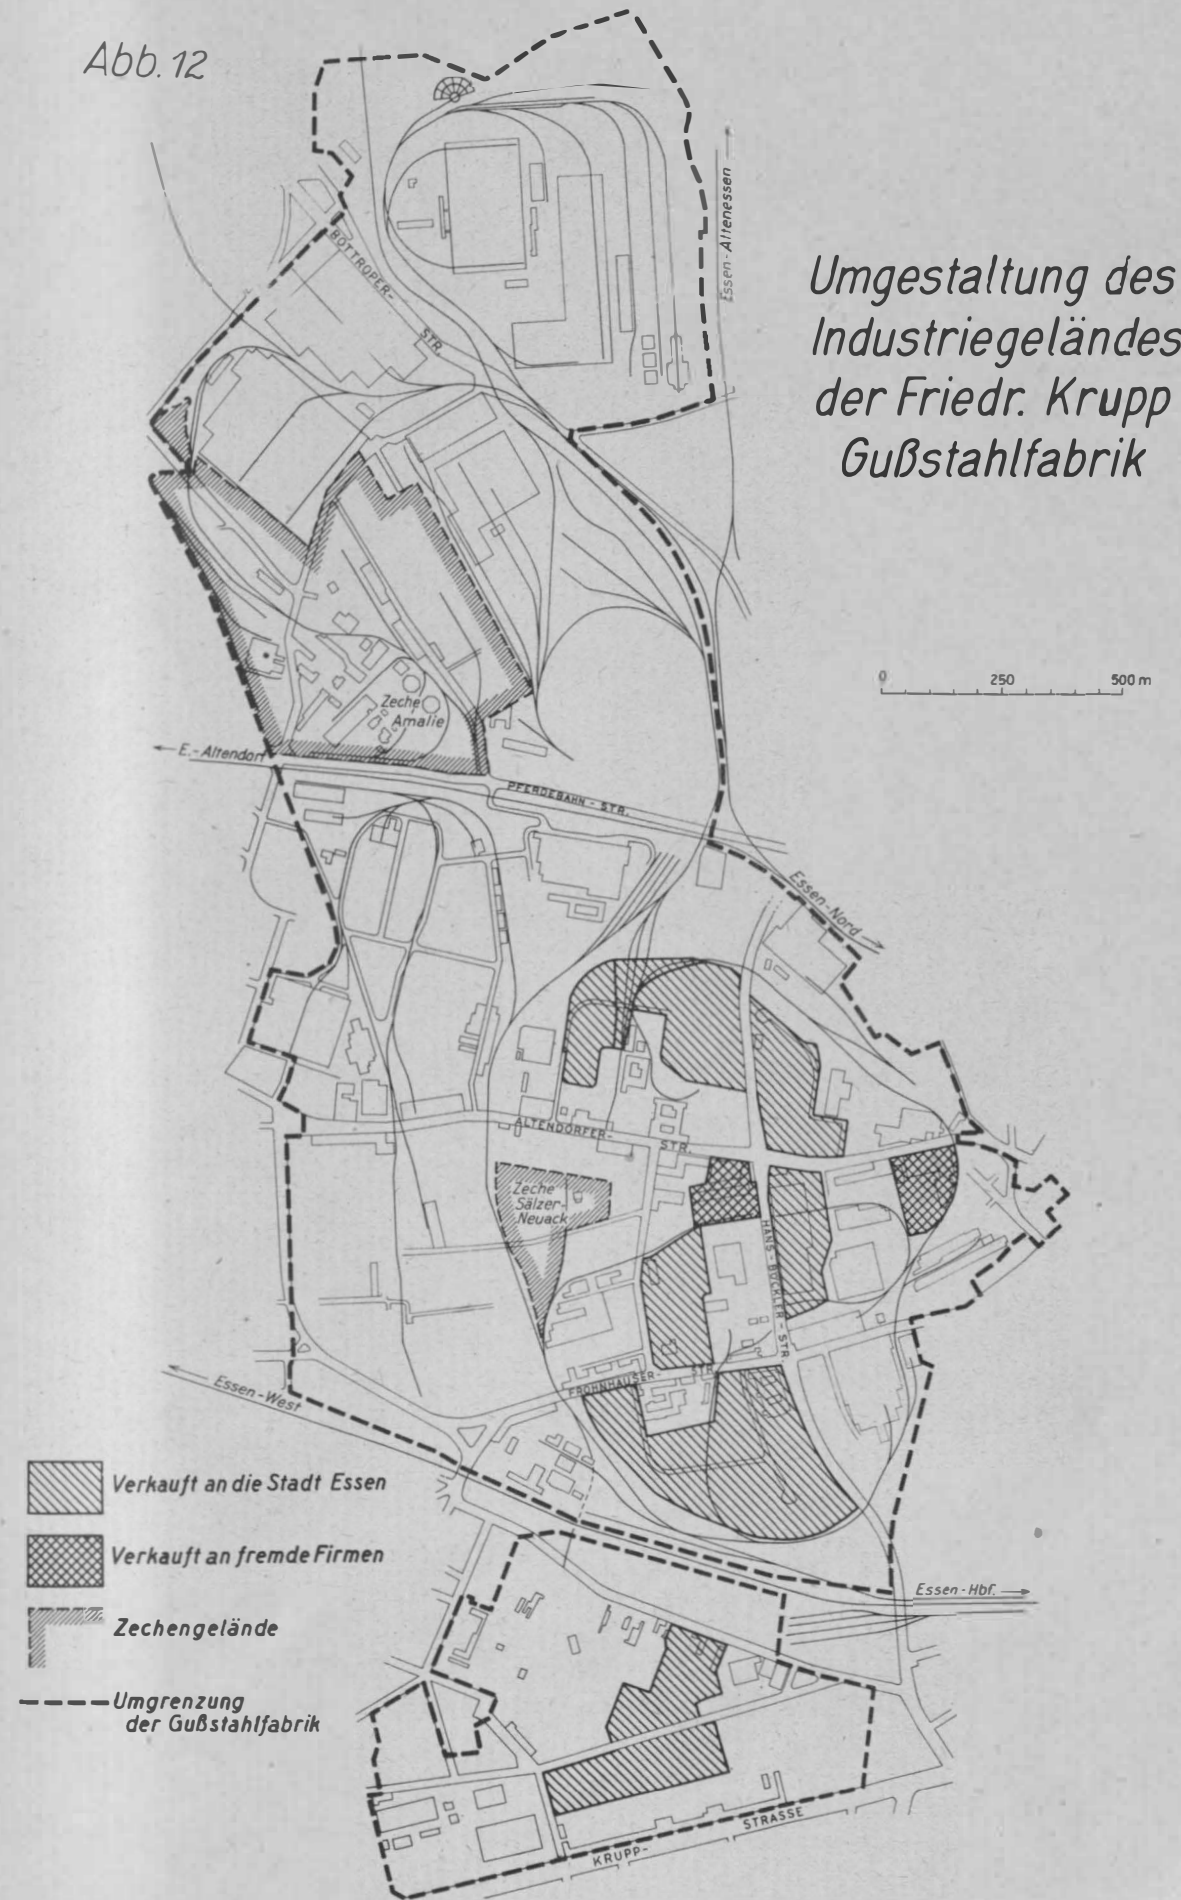 Abb. 12
Umgestaltung des
Industriegeländes
der Friedr. Krupp
Gußstahlfabrik
Essen-Altenessen
BOTTROPER-
STR.
0 250 500 m
Zeche
Amalie
E.-Altendorf
PFERDEBAHN-STR.
Essen-Nord
ALTENDORFER-
STR.
Zeche
Sälzer-
Neuack
HANS-BÖCKLER-STR.
FROHNHAUSER-
STR.
Essen-West
Verkauft an die Stadt Essen
Verkauft an fremde Firmen
Zechengelände
Umgrenzung
der Gußstahlfabrik
Essen-Hbf.
KRUPP-
STRASSE